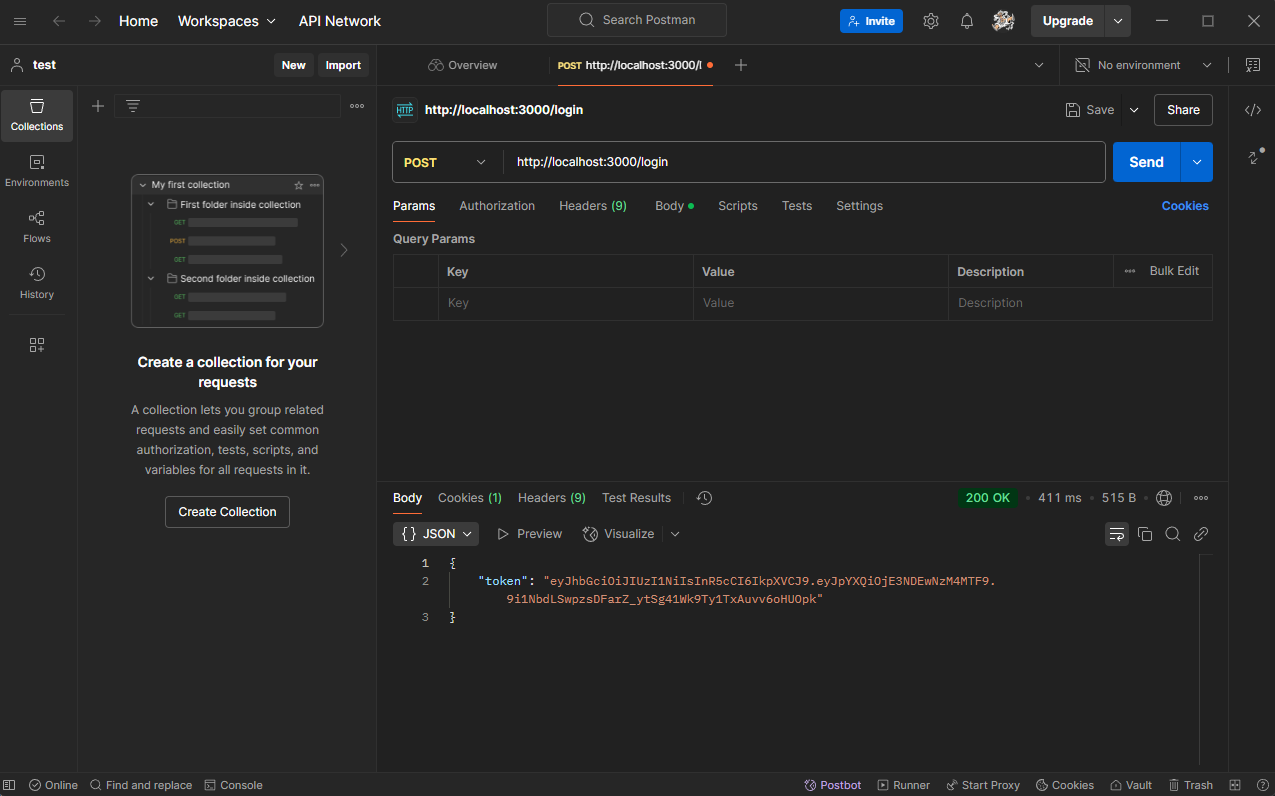 Home Workspaces API Network Search Postman Invite Upgrade
test New Import Overview POST http://localhost:3000/l No environment
Collections
Environments
Flows
History
My first collection
First folder inside collection
GET
POST
GET
Second folder inside collection
GET
GET
Create a collection for your
requests
A collection lets you group related
requests and easily set common
authorization, tests, scripts, and
variables for all requests in it.
Create Collection
HTTP http://localhost:3000/login Save Share
POST http://localhost:3000/login Send
Params Authorization Headers (9) Body Scripts Tests Settings Cookies
Query Params
Key Value Description Bulk Edit
Key Value Description
Body Cookies (1) Headers (9) Test Results 200 OK 411 ms 515 B
{} JSON Preview Visualize
1 {
2 "token": "eyJhbGciOiJIUzI1NiIsInR5cCI6IkpXVCJ9.eyJpYXQiOjE3NDEwNzM4MTF9.
9i1NbdLSwpzsDFarZ_ytSg41Wk9Ty1TxAuvv6oHUOpk"
3 }
Online Find and replace Console Postbot Runner Start Proxy Cookies Vault Trash